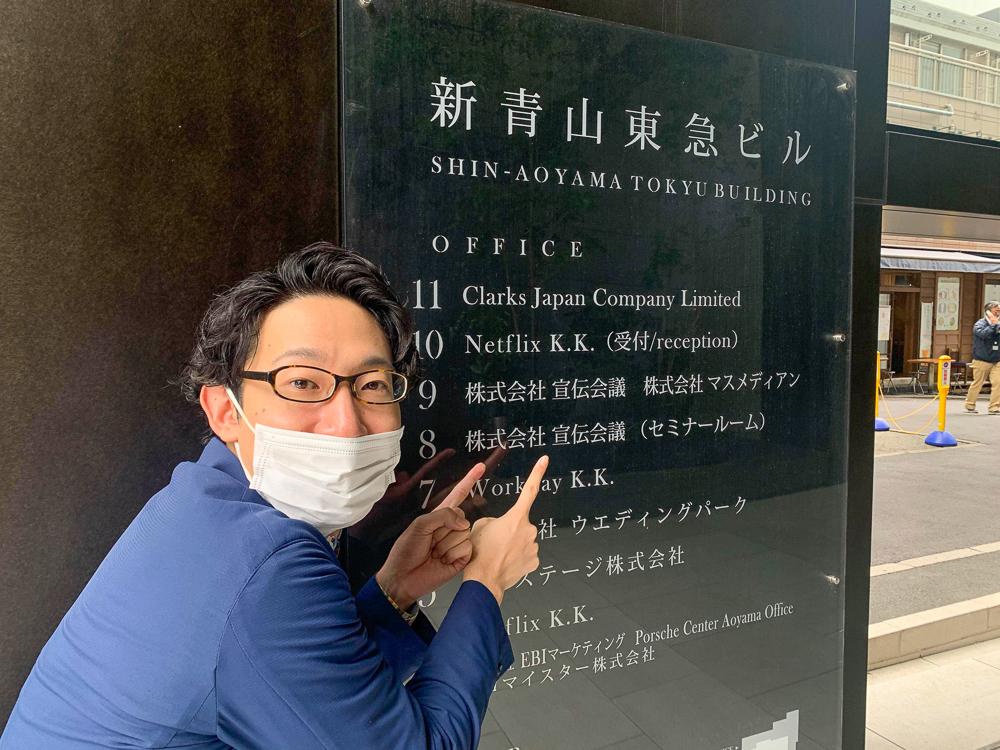 新青山東急ビル
SHIN-AOYAMA TOKYU BUILDING
OFFICE
11 Clarks Japan Company Limited
10 Netflix K.K.（受付/reception）
9 株式会社 宣伝会議 株式会社 マスメディアン
8 株式会社 宣伝会議（セミナールーム）
7 K.K.
社 ウエディングパーク
5 ステージ株式会社
flix K.K.
EBIマーケティング Porsche Center Aoyama Office
マイスター株式会社